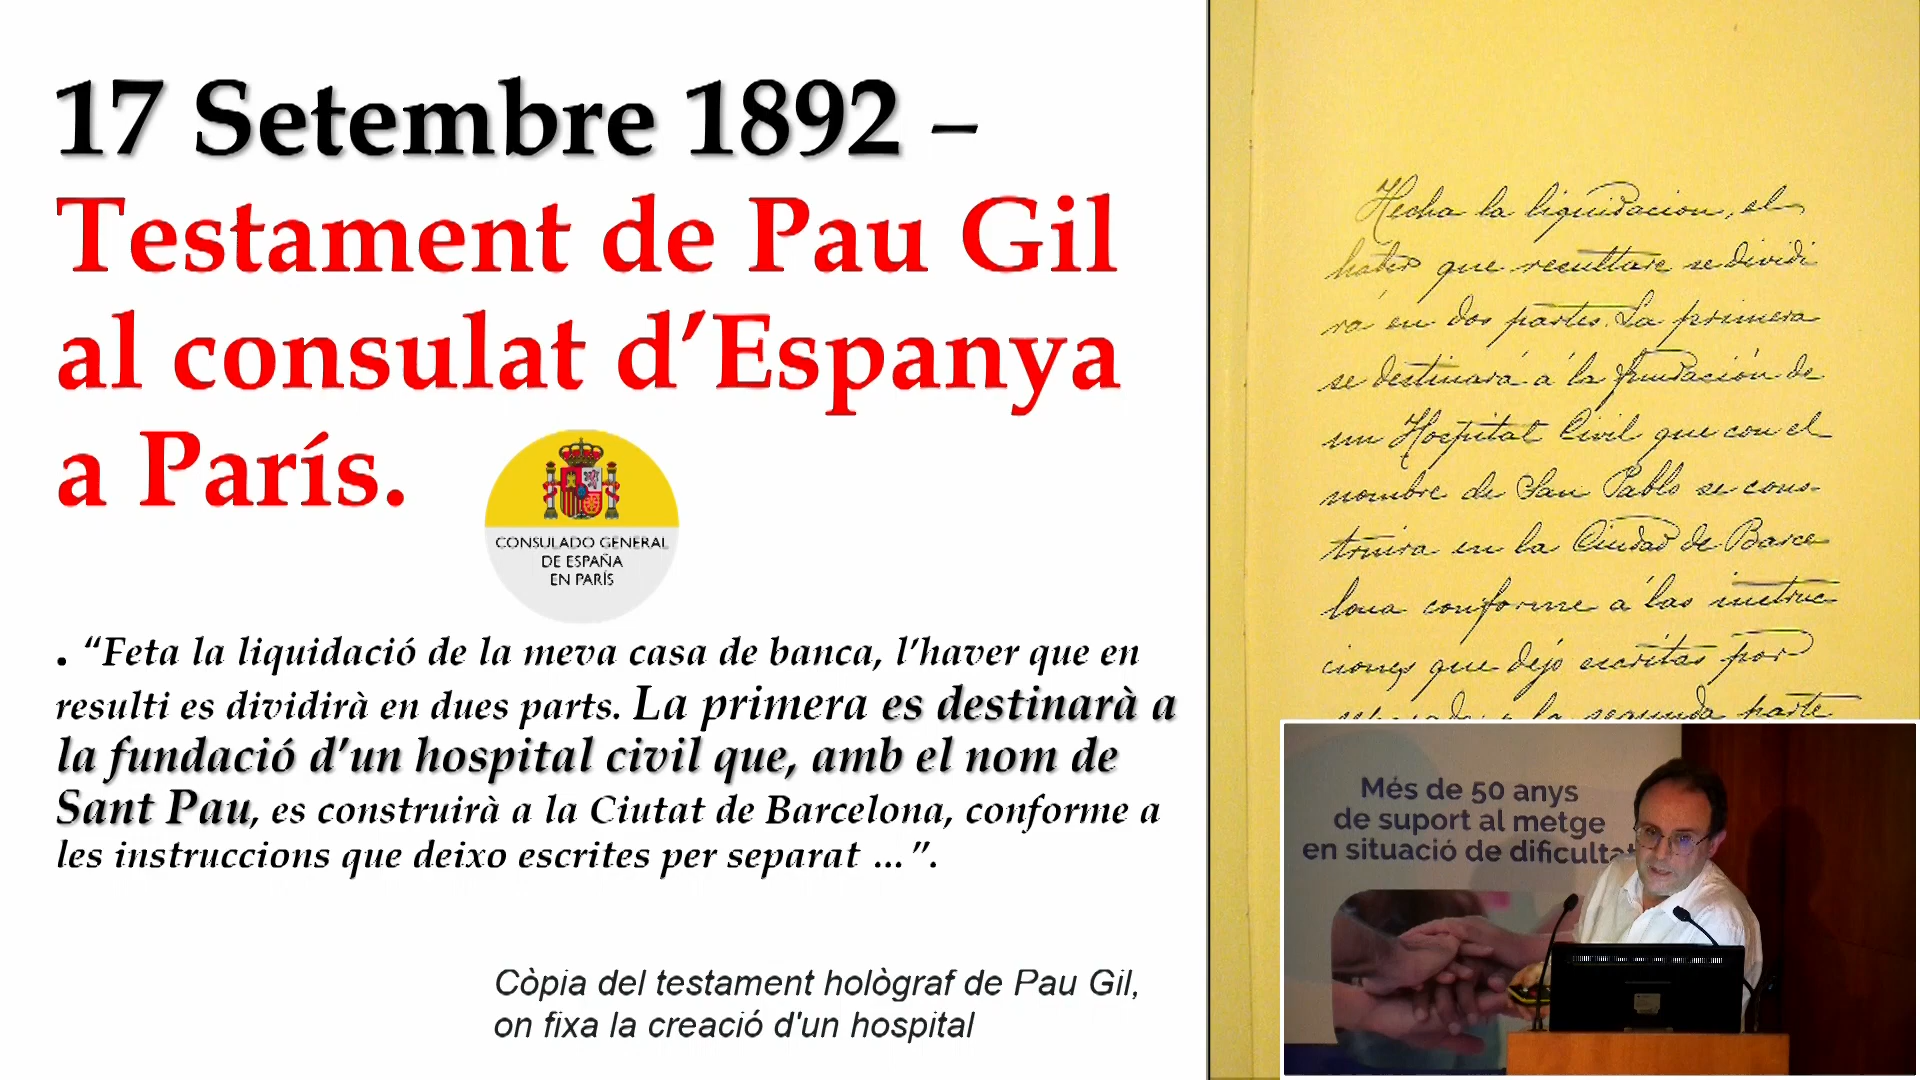 17 Setembre 1892 –
Testament de Pau Gil
al consulat d’Espanya
a París.
CONSULADO GENERAL
DE ESPAÑA
EN PARÍS
. “Feta la liquidació de la meva casa de banca, l’haver que en
resulti es dividirà en dues parts. La primera es destinarà a
la fundació d’un hospital civil que, amb el nom de
Sant Pau, es construirà a la Ciutat de Barcelona, conforme a
les instruccions que deixo escrites per separat …”.
Còpia del testament hològraf de Pau Gil,
on fixa la creació d'un hospital
Hecha la liquidacion, el
haber que resultare se dividi
rá en dos partes. La primera
se destinará á la fundación de
un Hospital Civil que con el
nombre de San Pablo se cons-
truira en la Ciudad de Barce
lona conforme á las instruc
ciones que dejo escritas por
la segunda parte
Més de 50 anys
de suport al metge
en situació de dificultat